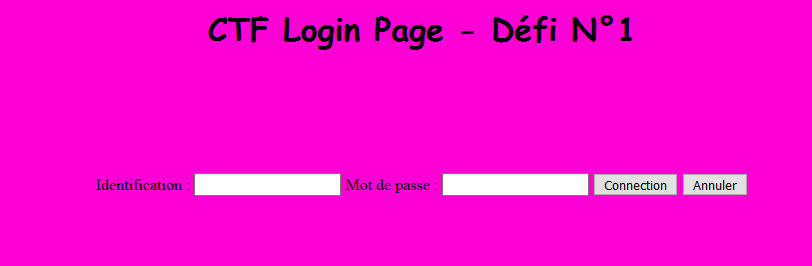 CTF Login Page - Défi N°1
Identification : Mot de passe : Connection Annuler